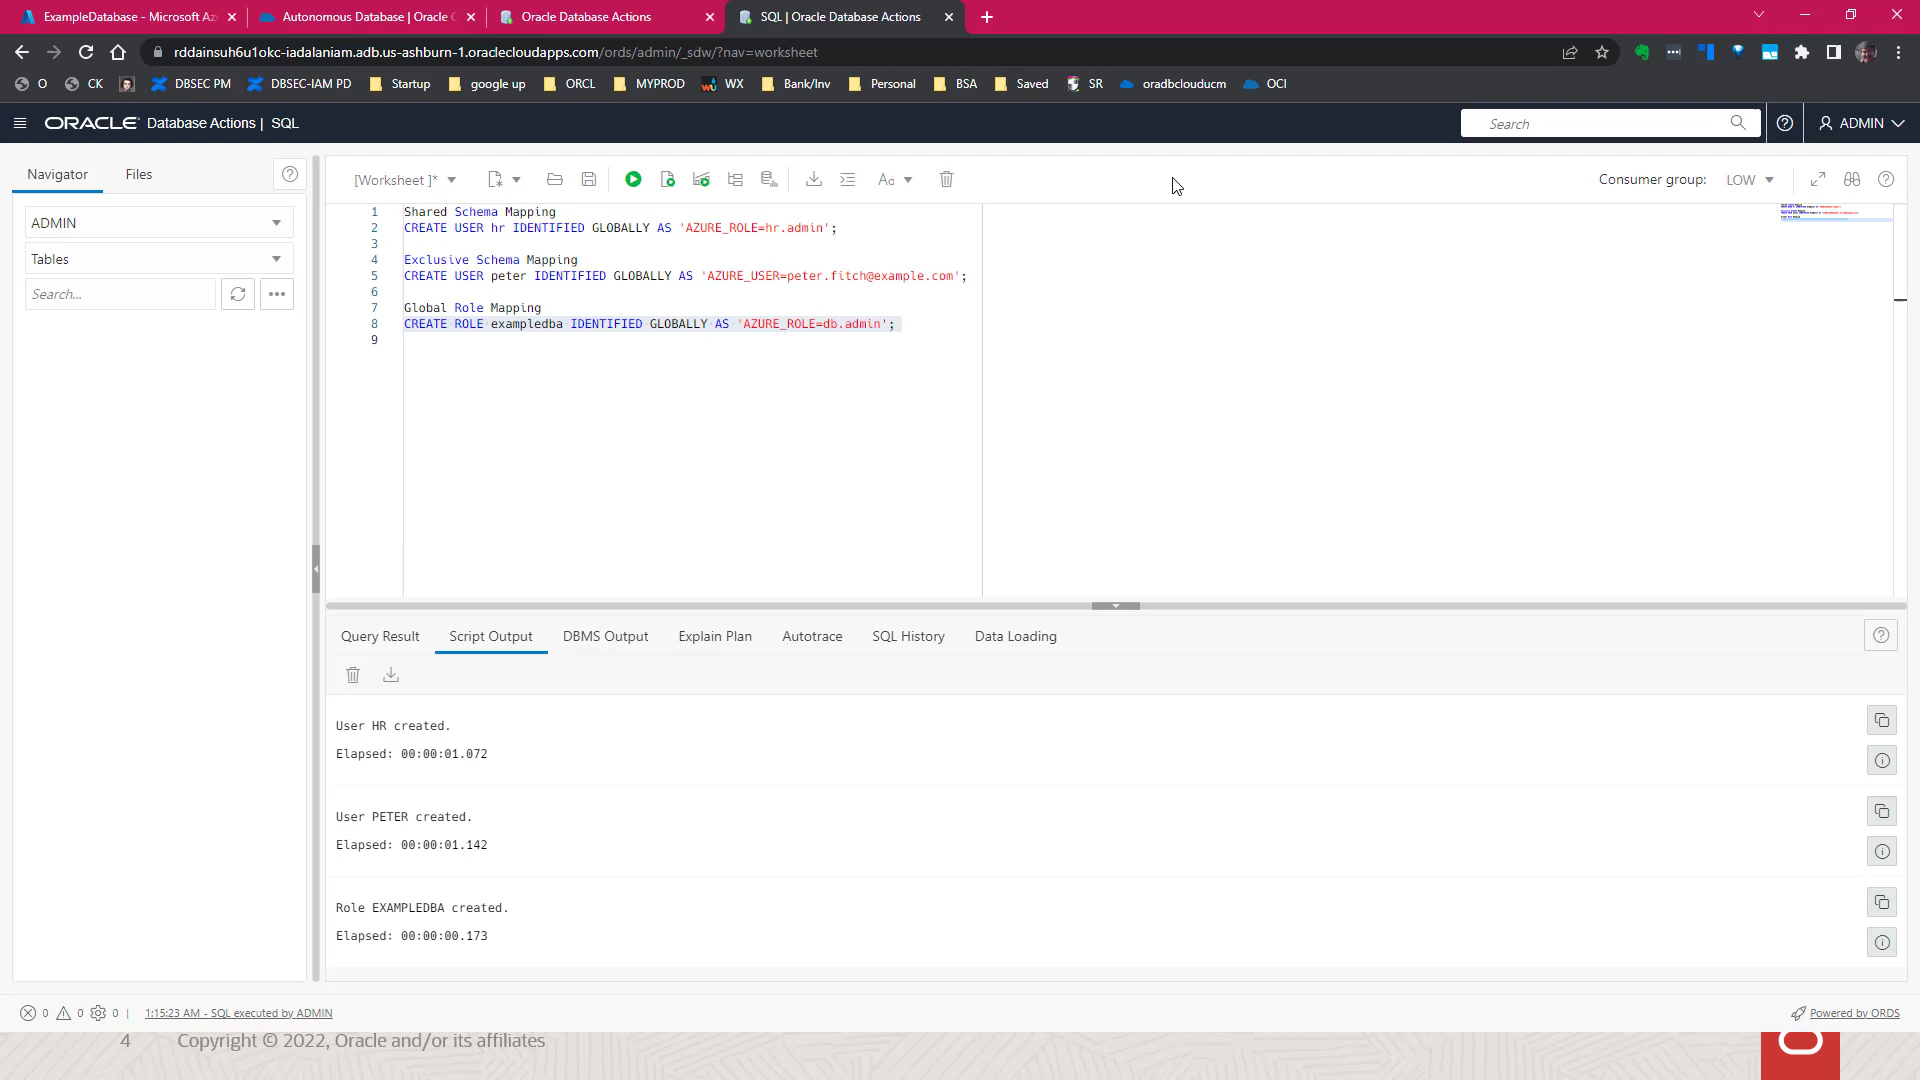 ExampleDatabase - Microsoft Az
Autonomous Database | Oracle C
Oracle Database Actions
SQL | Oracle Database Actions
rddainsuh6u1okc-iadalaniam.adb.us-ashburn-1.oraclecloudapps.com/ords/admin/_sdw/?nav=worksheet
O
CK
DBSEC PM
DBSEC-IAM PD
Startup
google up
ORCL
MYPROD
WX
Bank/Inv
Personal
BSA
Saved
SR
oradbclouducm
OCI
ORACLE Database Actions | SQL
Search
ADMIN
Navigator
Files
[Worksheet ]*
Aa
Consumer group:
LOW
ADMIN
Tables
Search...
1 Shared Schema Mapping
2 CREATE USER hr IDENTIFIED GLOBALLY AS 'AZURE_ROLE=hr.admin';
3
4 Exclusive Schema Mapping
5 CREATE USER peter IDENTIFIED GLOBALLY AS 'AZURE_USER=peter.fitch@example.com';
6
7 Global Role Mapping
8 CREATE ROLE exampledba IDENTIFIED GLOBALLY AS 'AZURE_ROLE=db.admin';
9
Query Result
Script Output
DBMS Output
Explain Plan
Autotrace
SQL History
Data Loading
User HR created.
Elapsed: 00:00:01.072
User PETER created.
Elapsed: 00:00:01.142
Role EXAMPLEDBA created.
Elapsed: 00:00:00.173
0 0 0 | 1:15:23 AM - SQL executed by ADMIN
Powered by ORDS
4 Copyright © 2022, Oracle and/or its affiliates